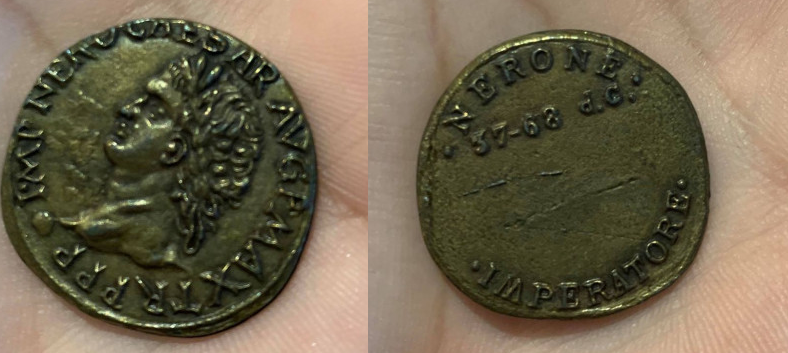 IMP NERO CAESAR AVG P MAX TR P P P
·NERONE·
37-68 d.C.
·IMPERATORE·